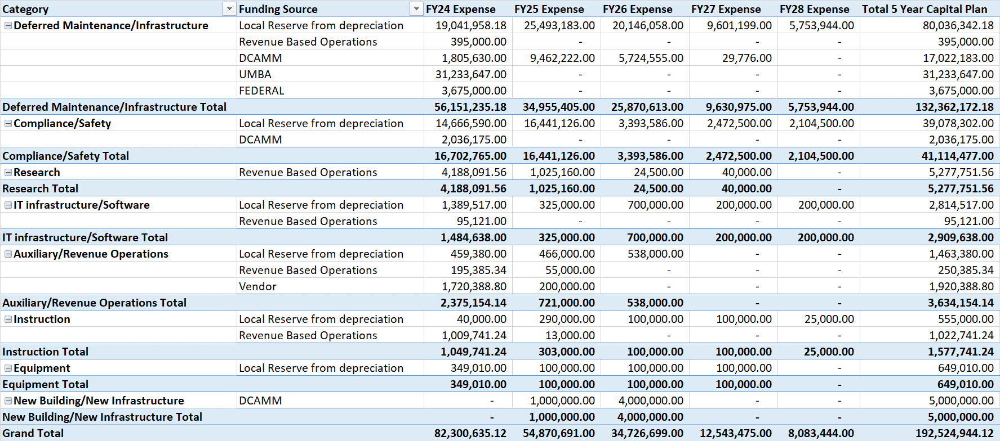 Category Funding Source FY24 Expense FY25 Expense FY26 Expense FY27 Expense FY28 Expense Total 5 Year Capital Plan
Deferred Maintenance/Infrastructure Local Reserve from depreciation 19,041,958.18 25,493,183.00 20,146,058.00 9,601,199.00 5,753,944.00 80,036,342.18
Revenue Based Operations 395,000.00 - - - - 395,000.00
DCAMM 1,805,630.00 9,462,222.00 5,724,555.00 29,776.00 - 17,022,183.00
UMBA 31,233,647.00 - - - - 31,233,647.00
FEDERAL 3,675,000.00 - - - - 3,675,000.00
Deferred Maintenance/Infrastructure Total 56,151,235.18 34,955,405.00 25,870,613.00 9,630,975.00 5,753,944.00 132,362,172.18
Compliance/Safety Local Reserve from depreciation 14,666,590.00 16,441,126.00 3,393,586.00 2,472,500.00 2,104,500.00 39,078,302.00
DCAMM 2,036,175.00 - - - - 2,036,175.00
Compliance/Safety Total 16,702,765.00 16,441,126.00 3,393,586.00 2,472,500.00 2,104,500.00 41,114,477.00
Research Revenue Based Operations 4,188,091.56 1,025,160.00 24,500.00 40,000.00 - 5,277,751.56
Research Total 4,188,091.56 1,025,160.00 24,500.00 40,000.00 - 5,277,751.56
IT infrastructure/Software Local Reserve from depreciation 1,389,517.00 325,000.00 700,000.00 200,000.00 200,000.00 2,814,517.00
Revenue Based Operations 95,121.00 - - - - 95,121.00
IT infrastructure/Software Total 1,484,638.00 325,000.00 700,000.00 200,000.00 200,000.00 2,909,638.00
Auxiliary/Revenue Operations Local Reserve from depreciation 459,380.00 466,000.00 538,000.00 - - 1,463,380.00
Revenue Based Operations 195,385.34 55,000.00 - - - 250,385.34
Vendor 1,720,388.80 200,000.00 - - - 1,920,388.80
Auxiliary/Revenue Operations Total 2,375,154.14 721,000.00 538,000.00 - - 3,634,154.14
Instruction Local Reserve from depreciation 40,000.00 290,000.00 100,000.00 100,000.00 25,000.00 555,000.00
Revenue Based Operations 1,009,741.24 13,000.00 - - - 1,022,741.24
Instruction Total 1,049,741.24 303,000.00 100,000.00 100,000.00 25,000.00 1,577,741.24
Equipment Local Reserve from depreciation 349,010.00 100,000.00 100,000.00 100,000.00 - 649,010.00
Equipment Total 349,010.00 100,000.00 100,000.00 100,000.00 - 649,010.00
New Building/New Infrastructure DCAMM - 1,000,000.00 4,000,000.00 - - 5,000,000.00
New Building/New Infrastructure Total - 1,000,000.00 4,000,000.00 - - 5,000,000.00
Grand Total 82,300,635.12 54,870,691.00 34,726,699.00 12,543,475.00 8,083,444.00 192,524,944.12